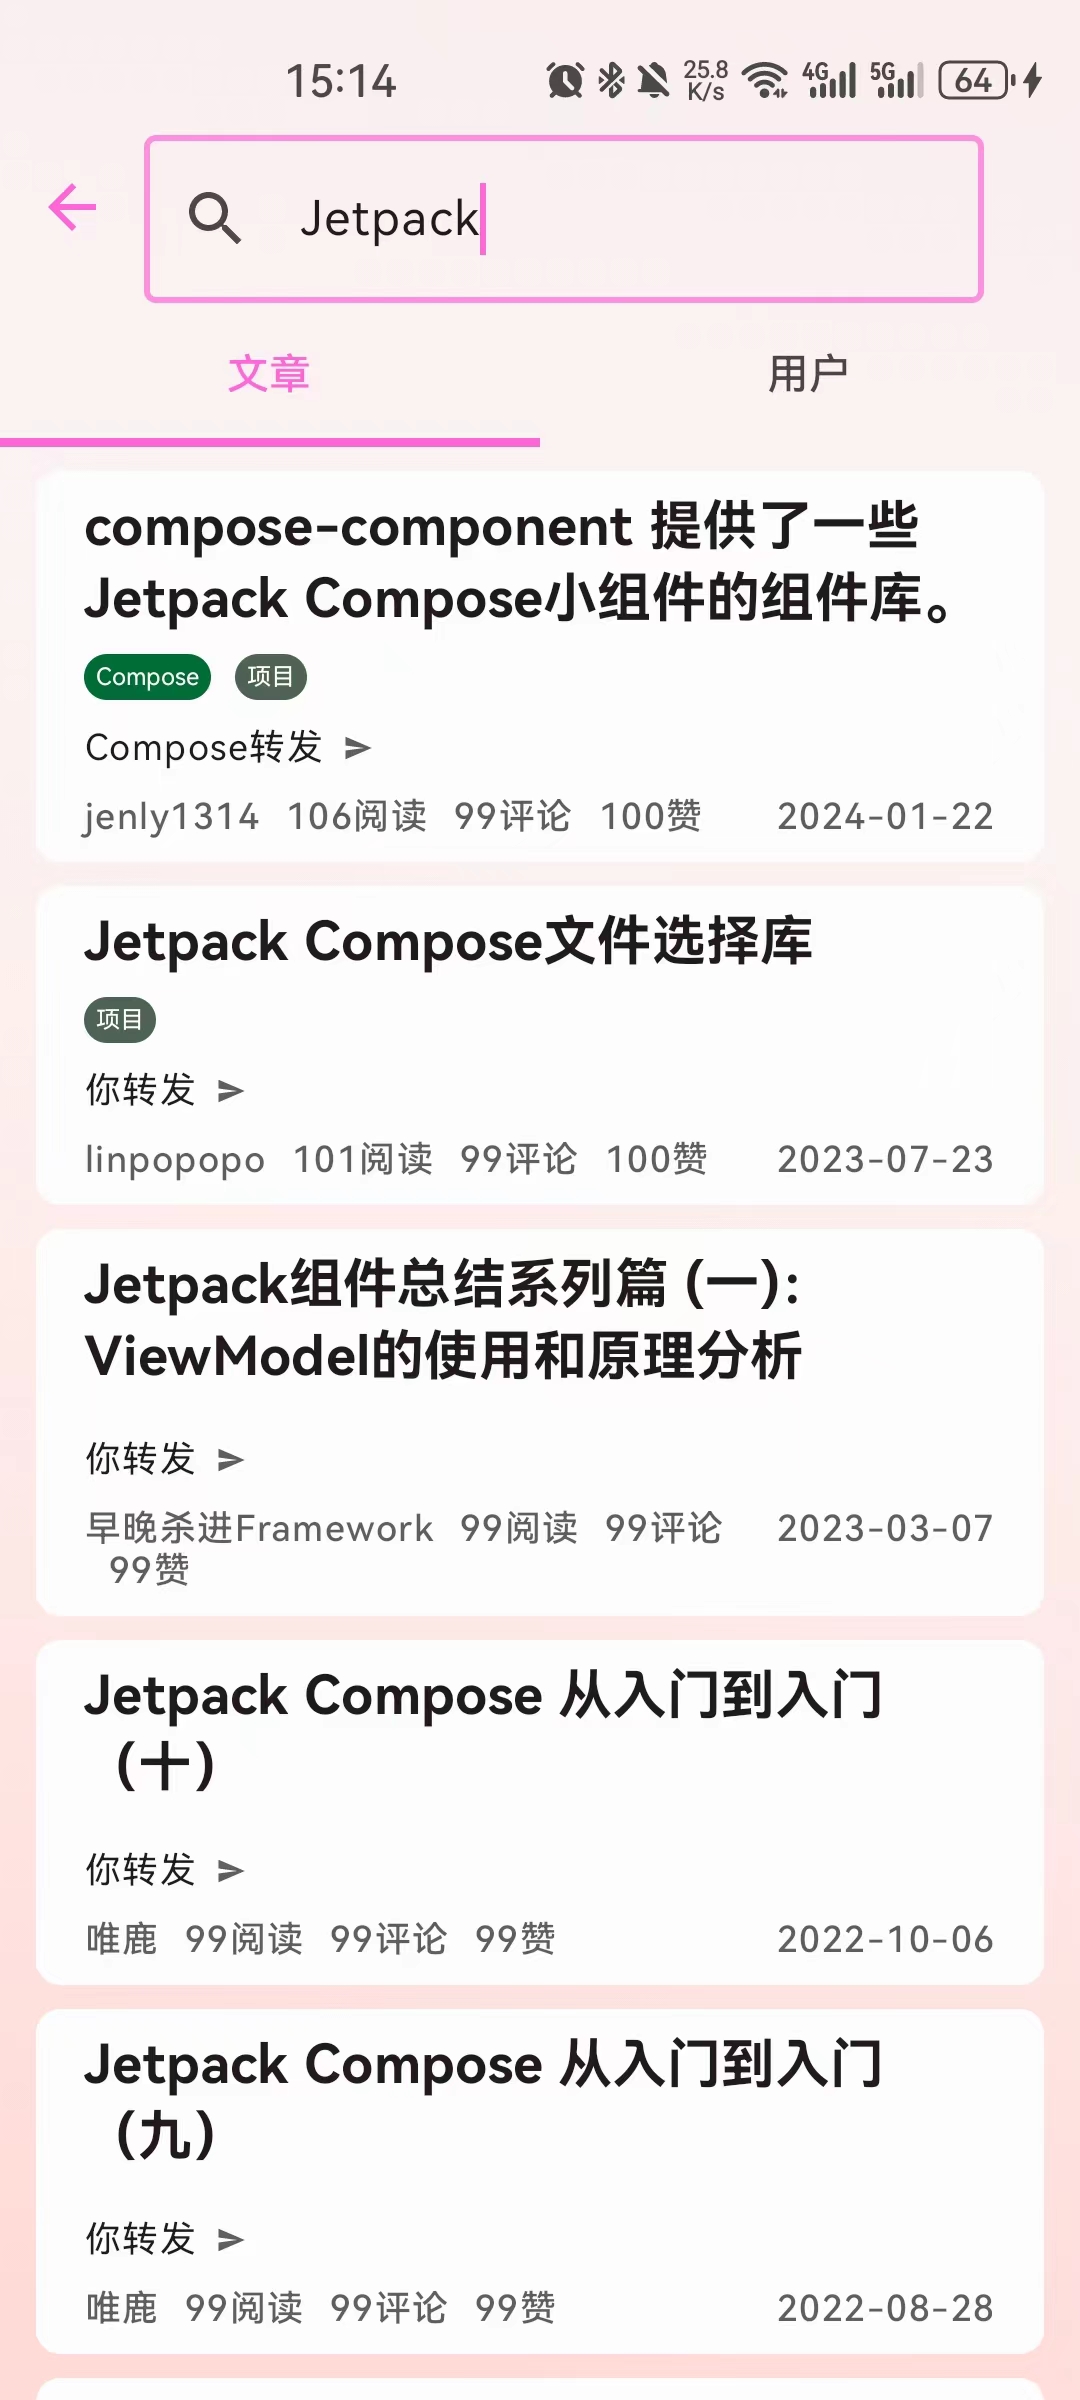 15:14 25.8 K/s 4G 5G 64
Jetpack
文章 用户
compose-component 提供了一些
Jetpack Compose小组件的组件库。
Compose 项目
Compose转发
jenly1314 106阅读 99评论 100赞 2024-01-22
Jetpack Compose文件选择库
项目
你转发
linpopopo 101阅读 99评论 100赞 2023-07-23
Jetpack组件总结系列篇 (一):
ViewModel的使用和原理分析
你转发
早晚杀进Framework 99阅读 99评论 2023-03-07
99赞
Jetpack Compose 从入门到入门
（十）
你转发
唯鹿 99阅读 99评论 99赞 2022-10-06
Jetpack Compose 从入门到入门
（九）
你转发
唯鹿 99阅读 99评论 99赞 2022-08-28